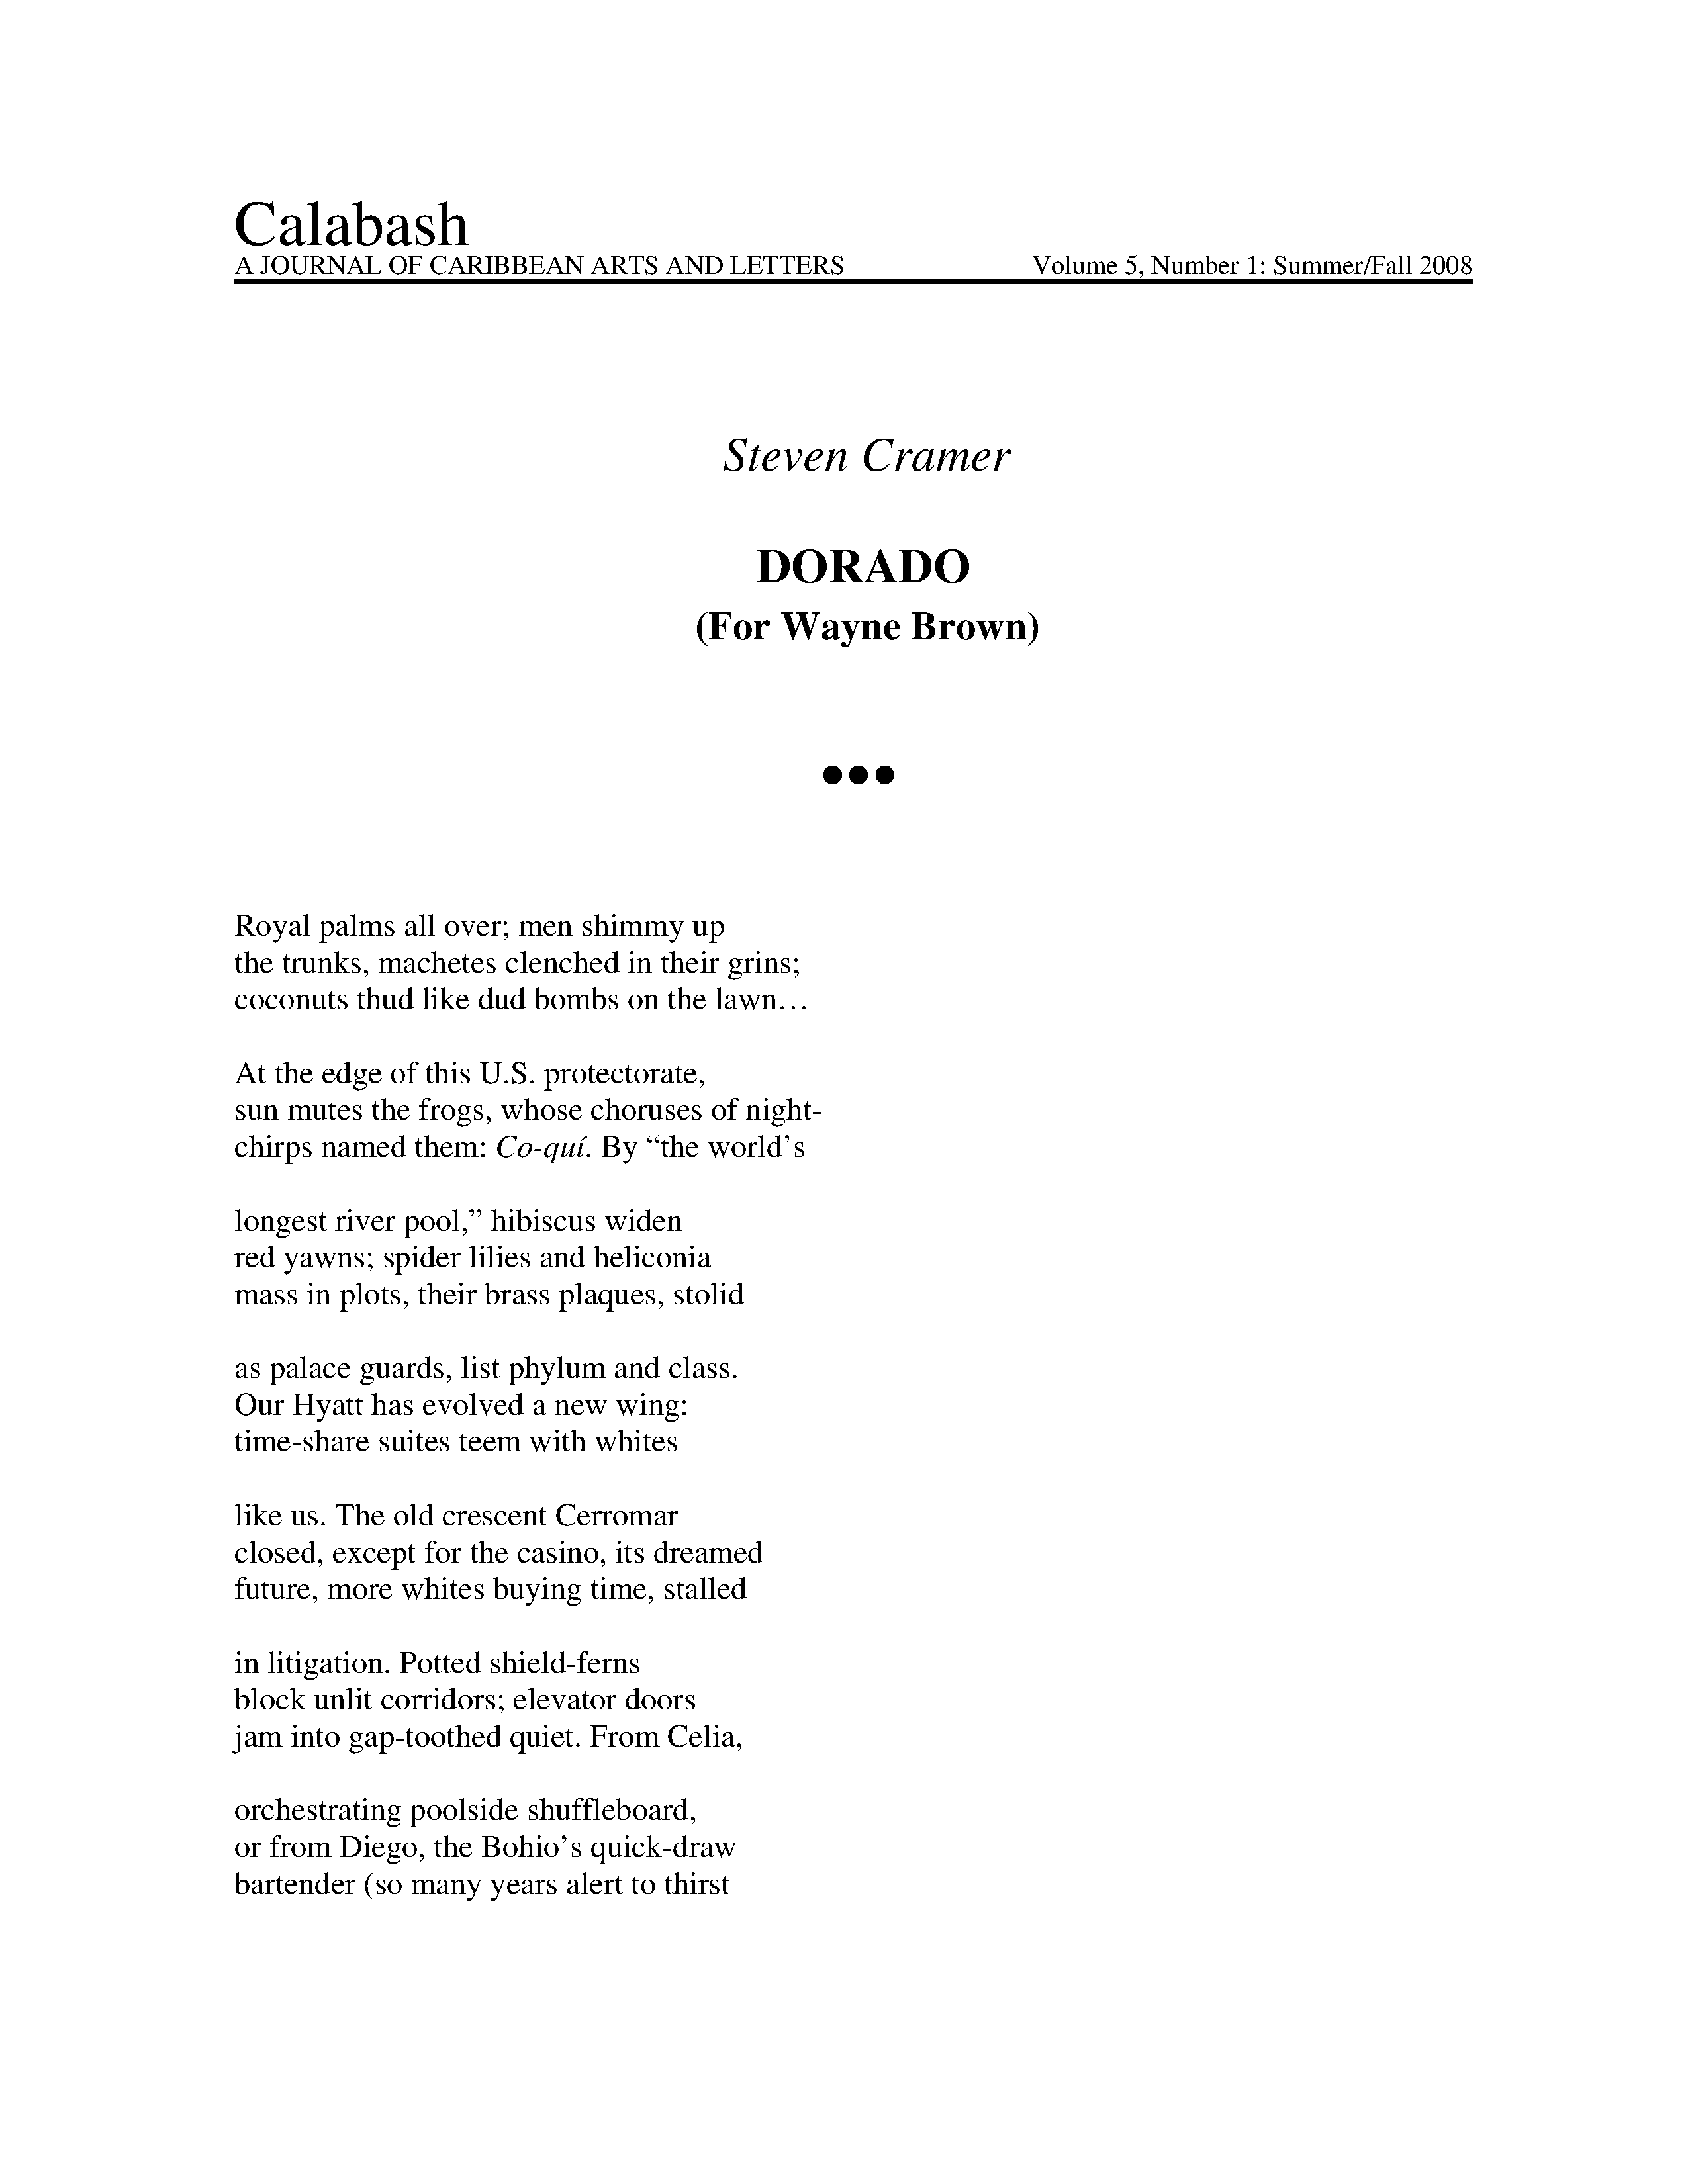 Calabash
A JOURNAL OF CARIBBEAN ARTS AND LETTERS Volume 5, Number 1: Summer/Fall 2008
Steven Cramer
DORADO
(For Wayne Brown)
●●●
Royal palms all over; men shimmy up
the trunks, machetes clenched in their grins;
coconuts thud like dud bombs on the lawn…
At the edge of this U.S. protectorate,
sun mutes the frogs, whose choruses of night-
chirps named them: Co-quí. By “the world’s
longest river pool,” hibiscus widen
red yawns; spider lilies and heliconia
mass in plots, their brass plaques, stolid
as palace guards, list phylum and class.
Our Hyatt has evolved a new wing:
time-share suites teem with whites
like us. The old crescent Cerromar
closed, except for the casino, its dreamed
future, more whites buying time, stalled
in litigation. Potted shield-ferns
block unlit corridors; elevator doors
jam into gap-toothed quiet. From Celia,
orchestrating poolside shuffleboard,
or from Diego, the Bohio’s quick-draw
bartender (so many years alert to thirst